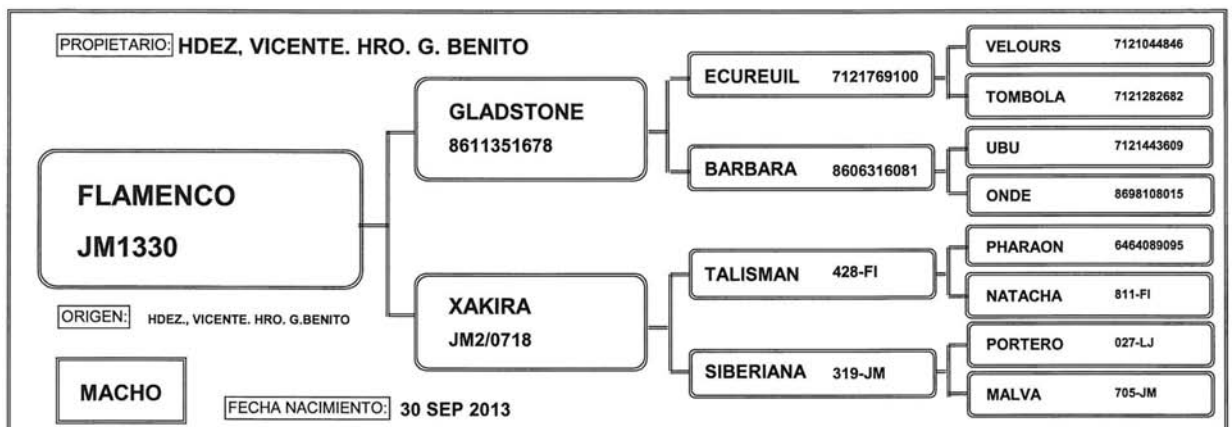 PROPIETARIO: HDEZ, VICENTE. HRO. G. BENITO
FLAMENCO
JM1330
ORIGEN: HDEZ., VICENTE. HRO. G.BENITO
MACHO
FECHA NACIMIENTO: 30 SEP 2013
GLADSTONE
8611351678
XAKIRA
JM2/0718
ECUREUIL 7121769100
BARBARA 8606316081
TALISMAN 428-FI
SIBERIANA 319-JM
VELOURS 7121044846
TOMBOLA 7121282682
UBU 7121443609
ONDE 8698108015
PHARAON 6464089095
NATACHA 811-FI
PORTERO 027-LJ
MALVA 705-JM